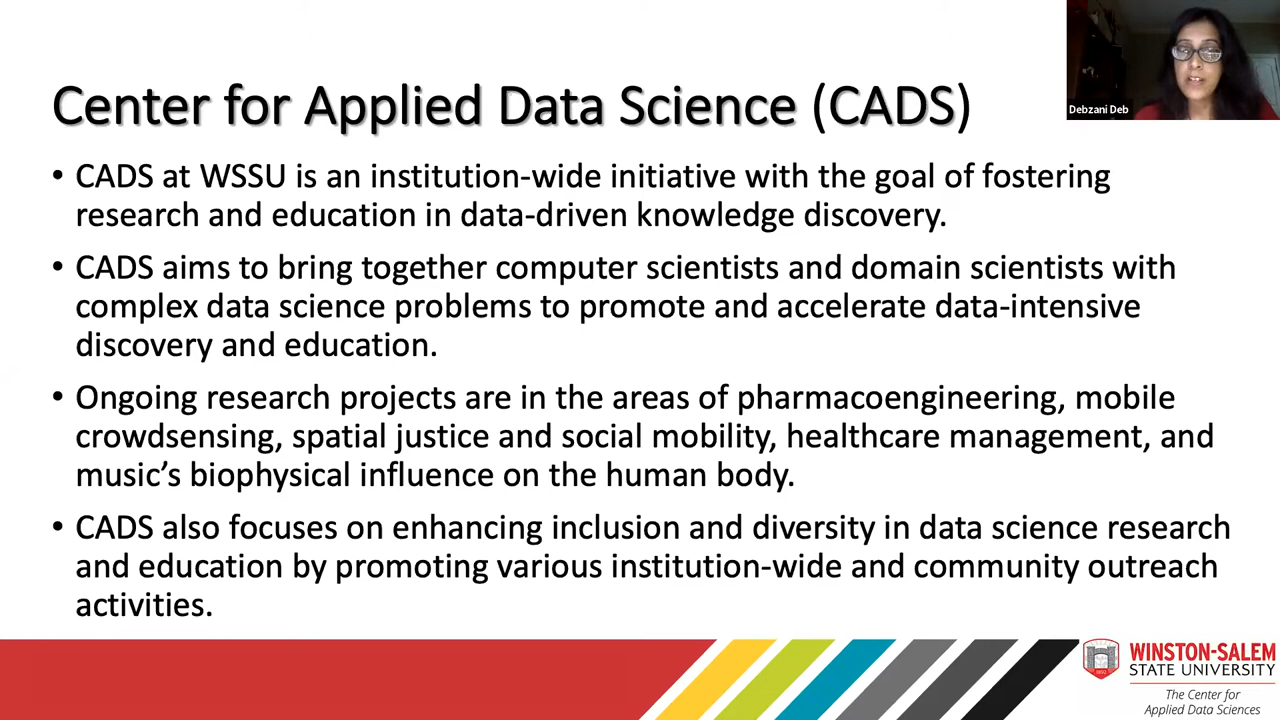 Center for Applied Data Science (CADS)
Debzani Deb
• CADS at WSSU is an institution-wide initiative with the goal of fostering
research and education in data-driven knowledge discovery.
• CADS aims to bring together computer scientists and domain scientists with
complex data science problems to promote and accelerate data-intensive
discovery and education.
• Ongoing research projects are in the areas of pharmacoengineering, mobile
crowdsensing, spatial justice and social mobility, healthcare management, and
music’s biophysical influence on the human body.
• CADS also focuses on enhancing inclusion and diversity in data science research
and education by promoting various institution-wide and community outreach
activities.
WINSTON-SALEM
STATE UNIVERSITY
The Center for
Applied Data Sciences
1892